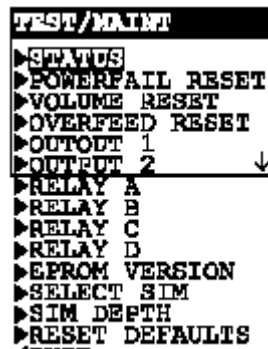 TEST/MAINT
STATUS
POWERFAIL RESET
VOLUME RESET
OVERFEED RESET
OUTOUT 1
OUTPUT 2
RELAY A
RELAY B
RELAY C
RELAY D
EPROM VERSION
SELECT SIM
SIM DEPTH
RESET DEFAULTS